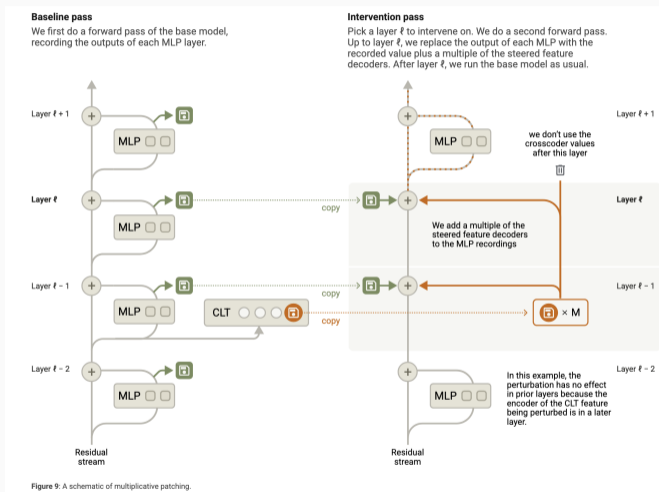 Baseline pass
We first do a forward pass of the base model,
recording the outputs of each MLP layer.
Intervention pass
Pick a layer ℓ to intervene on. We do a second forward pass.
Up to layer ℓ, we replace the output of each MLP with the
recorded value plus a multiple of the steered feature
decoders. After layer ℓ, we run the base model as usual.
Layer ℓ + 1
+
MLP
+
MLP
we don't use the
crosscoder values
after this layer
Layer ℓ + 1
Layer ℓ
+
MLP
copy
+
We add a multiple of the
steered feature decoders
to the MLP recordings
Layer ℓ
Layer ℓ - 1
+
MLP
CLT
copy
copy
+
× M
Layer ℓ - 1
Layer ℓ - 2
+
MLP
+
MLP
In this example, the
perturbation has no effect
in prior layers because the
encoder of the CLT feature
being perturbed is in a later
layer.
Layer ℓ - 2
Residual
stream
Residual
stream
Figure 9: A schematic of multiplicative patching.